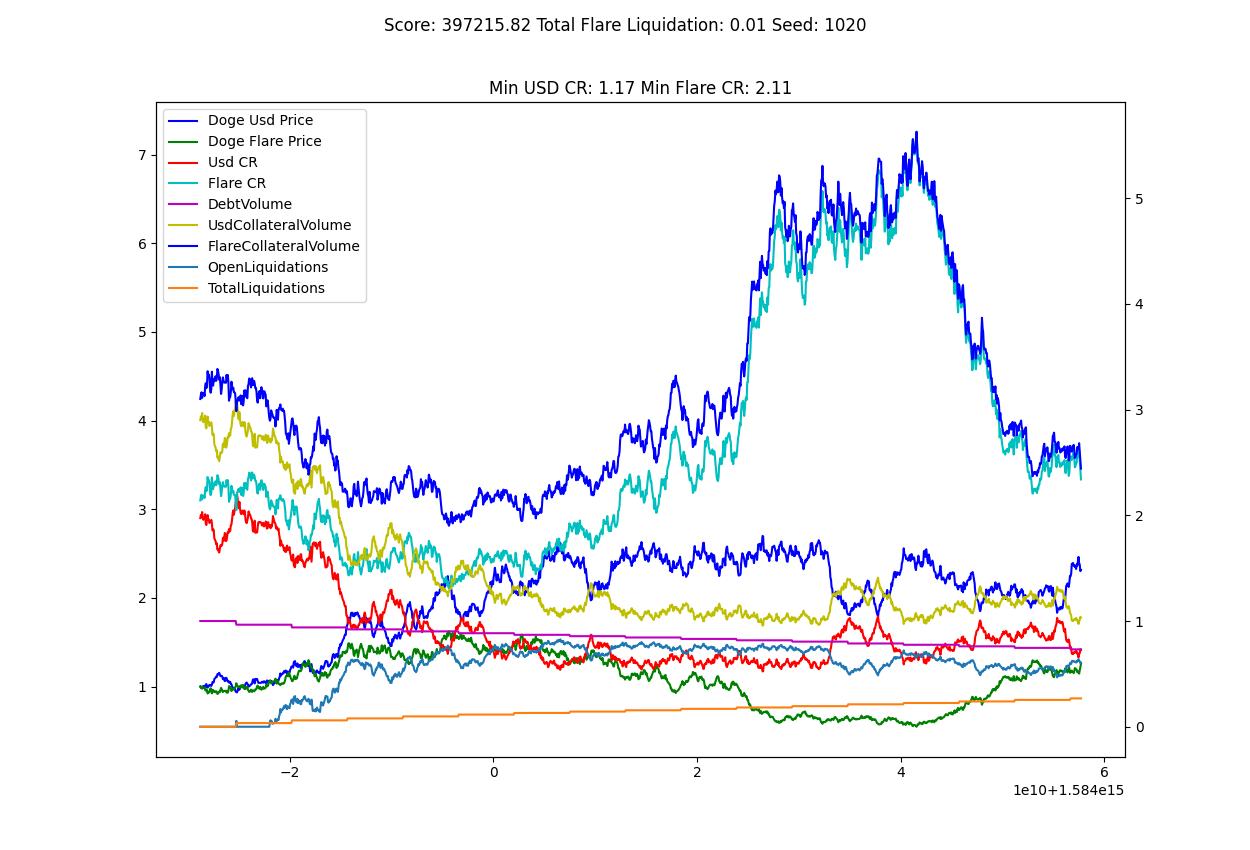 Score: 397215.82 Total Flare Liquidation: 0.01 Seed: 1020
Min USD CR: 1.17 Min Flare CR: 2.11
Doge Usd Price
Doge Flare Price
Usd CR
Flare CR
DebtVolume
UsdCollateralVolume
FlareCollateralVolume
OpenLiquidations
TotalLiquidations
7
6
5
4
3
2
1
5
4
3
2
1
0
−2
0
2
4
6
1e10+1.584e15